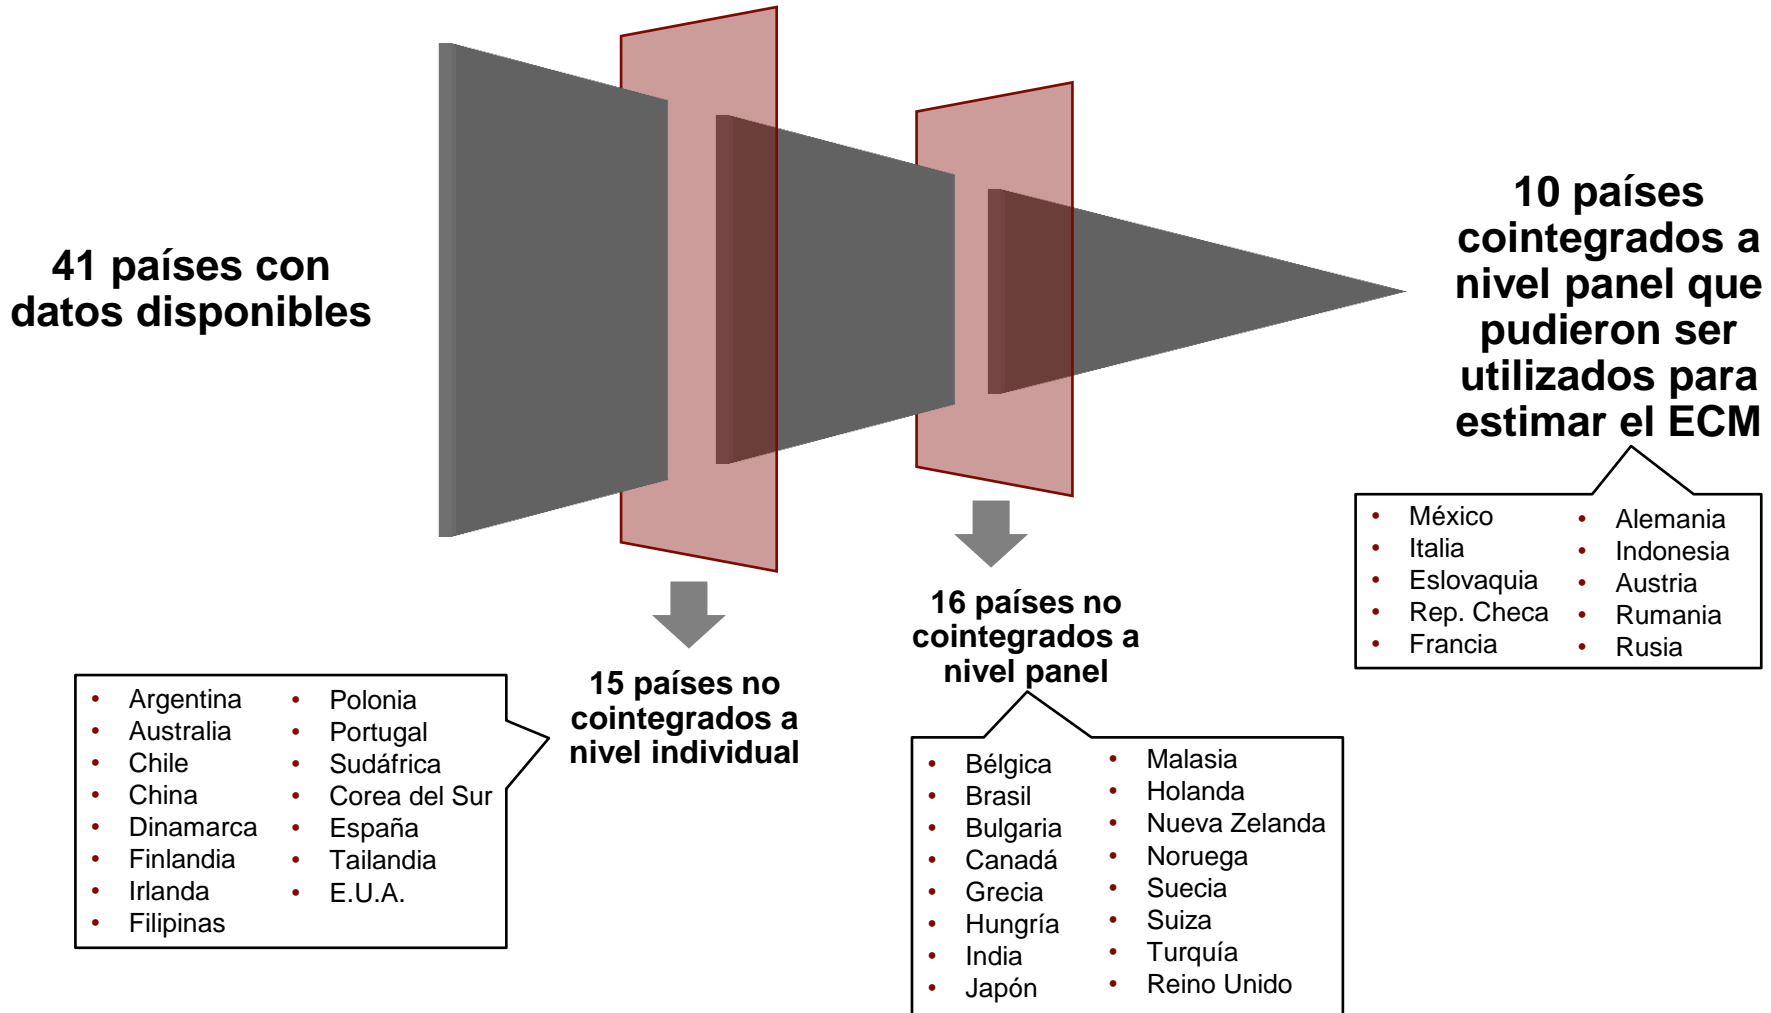 41 países con
datos disponibles
10 países
cointegrados a
nivel panel que
pudieron ser
utilizados para
estimar el ECM
• México
• Italia
• Eslovaquia
• Rep. Checa
• Francia
• Alemania
• Indonesia
• Austria
• Rumania
• Rusia
16 países no
cointegrados a
nivel panel
15 países no
cointegrados a
nivel individual
• Argentina
• Australia
• Chile
• China
• Dinamarca
• Finlandia
• Irlanda
• Filipinas
• Polonia
• Portugal
• Sudáfrica
• Corea del Sur
• España
• Tailandia
• E.U.A.
• Bélgica
• Brasil
• Bulgaria
• Canadá
• Grecia
• Hungría
• India
• Japón
• Malasia
• Holanda
• Nueva Zelanda
• Noruega
• Suecia
• Suiza
• Turquía
• Reino Unido